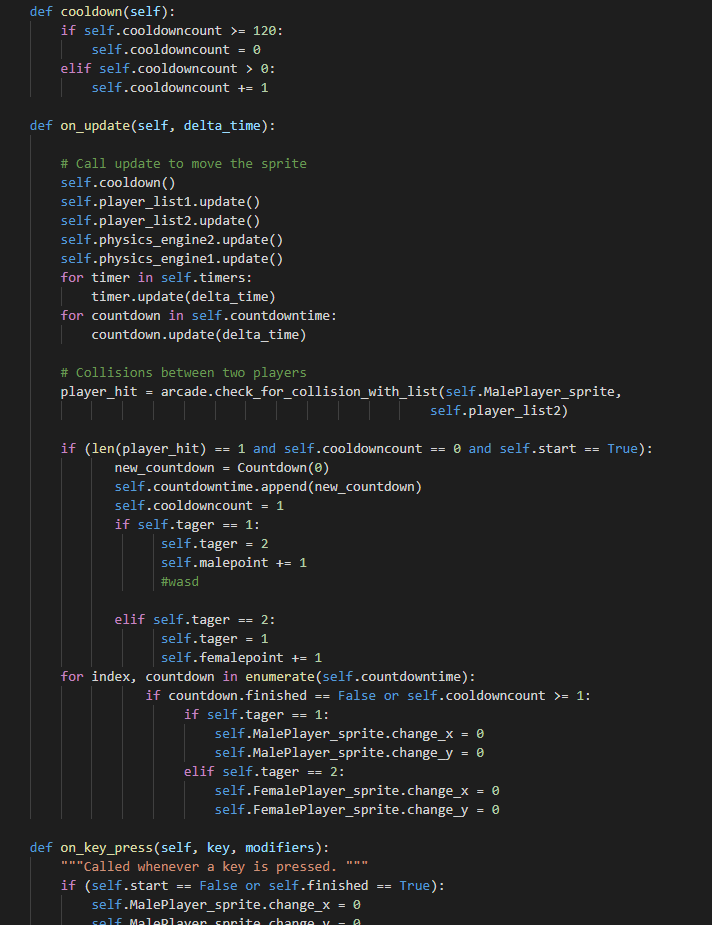 def cooldown(self):
if self.cooldowncount >= 120:
self.cooldowncount = 0
elif self.cooldowncount > 0:
self.cooldowncount += 1
def on_update(self, delta_time):
# Call update to move the sprite
self.cooldown()
self.player_list1.update()
self.player_list2.update()
self.physics_engine2.update()
self.physics_engine1.update()
for timer in self.timers:
timer.update(delta_time)
for countdown in self.countdowntime:
countdown.update(delta_time)
# Collisions between two players
player_hit = arcade.check_for_collision_with_list(self.MalePlayer_sprite,
self.player_list2)
if (len(player_hit) == 1 and self.cooldowncount == 0 and self.start == True):
new_countdown = Countdown(0)
self.countdowntime.append(new_countdown)
self.cooldowncount = 1
if self.tager == 1:
self.tager = 2
self.malepoint += 1
#wasd
elif self.tager == 2:
self.tager = 1
self.femalepoint += 1
for index, countdown in enumerate(self.countdowntime):
if countdown.finished == False or self.cooldowncount >= 1:
if self.tager == 1:
self.MalePlayer_sprite.change_x = 0
self.MalePlayer_sprite.change_y = 0
elif self.tager == 2:
self.FemalePlayer_sprite.change_x = 0
self.FemalePlayer_sprite.change_y = 0
def on_key_press(self, key, modifiers):
"""Called whenever a key is pressed. """
if (self.start == False or self.finished == True):
self.MalePlayer_sprite.change_x = 0
self.MalePlayer_sprite.change_y = 0